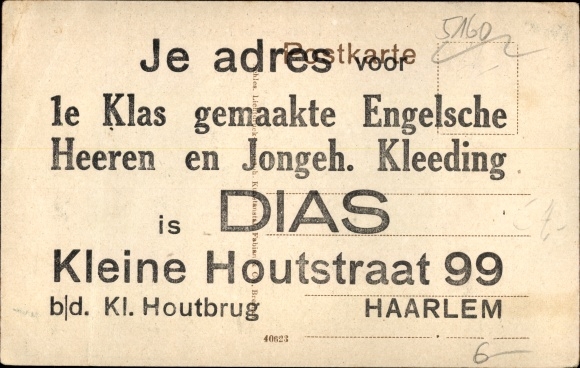 5160
Postkarte
Je adres voor
1e Klas gemaakte Engelsche
Heeren en Jongeh. Kleeding
is DIAS
Kleine Houtstraat 99
b/d. Kl. Houtbrug HAARLEM
40623
6-